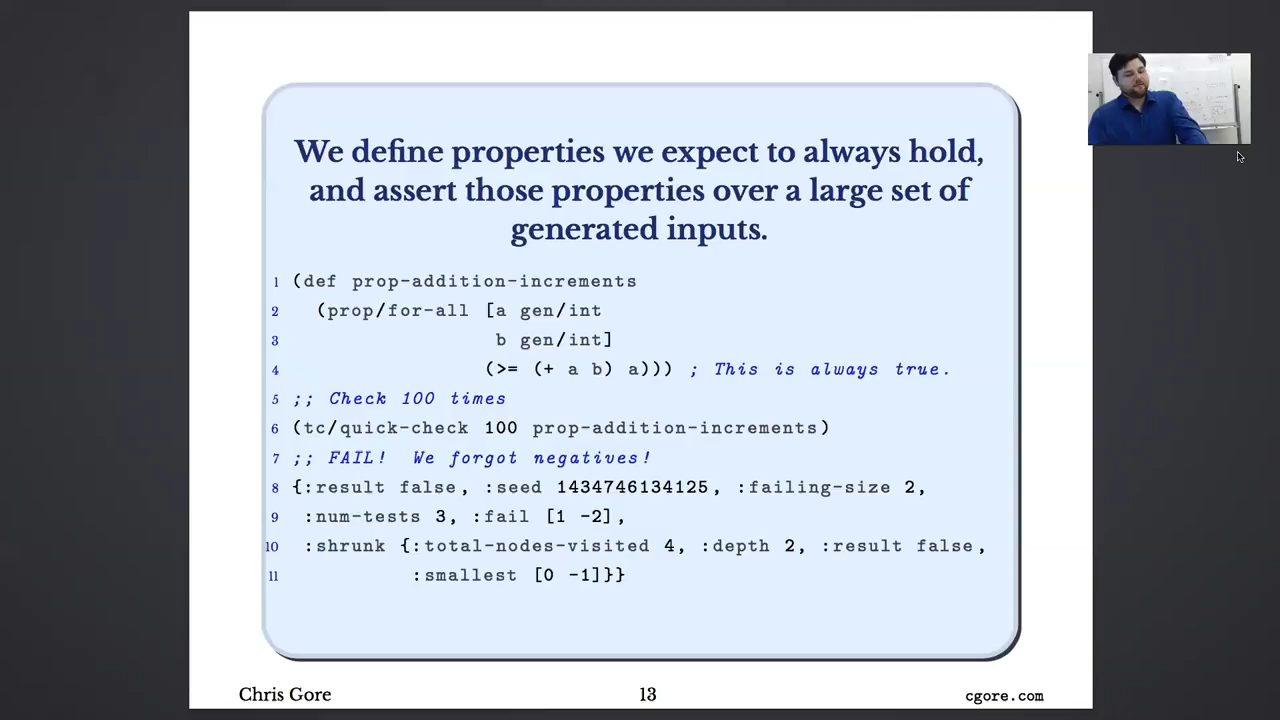 We define properties we expect to always hold,
and assert those properties over a large set of
generated inputs.
1 (def prop-addition-increments
2 (prop/for-all [a gen/int
3 b gen/int]
4 (>= (+ a b) a))) ; This is always true.
5 ;; Check 100 times
6 (tc/quick-check 100 prop-addition-increments)
7 ;; FAIL! We forgot negatives!
8 {:result false, :seed 1434746134125, :failing-size 2,
9 :num-tests 3, :fail [1 -2],
10 :shrunk {:total-nodes-visited 4, :depth 2, :result false,
11 :smallest [0 -1]}}
Chris Gore 13 cgore.com